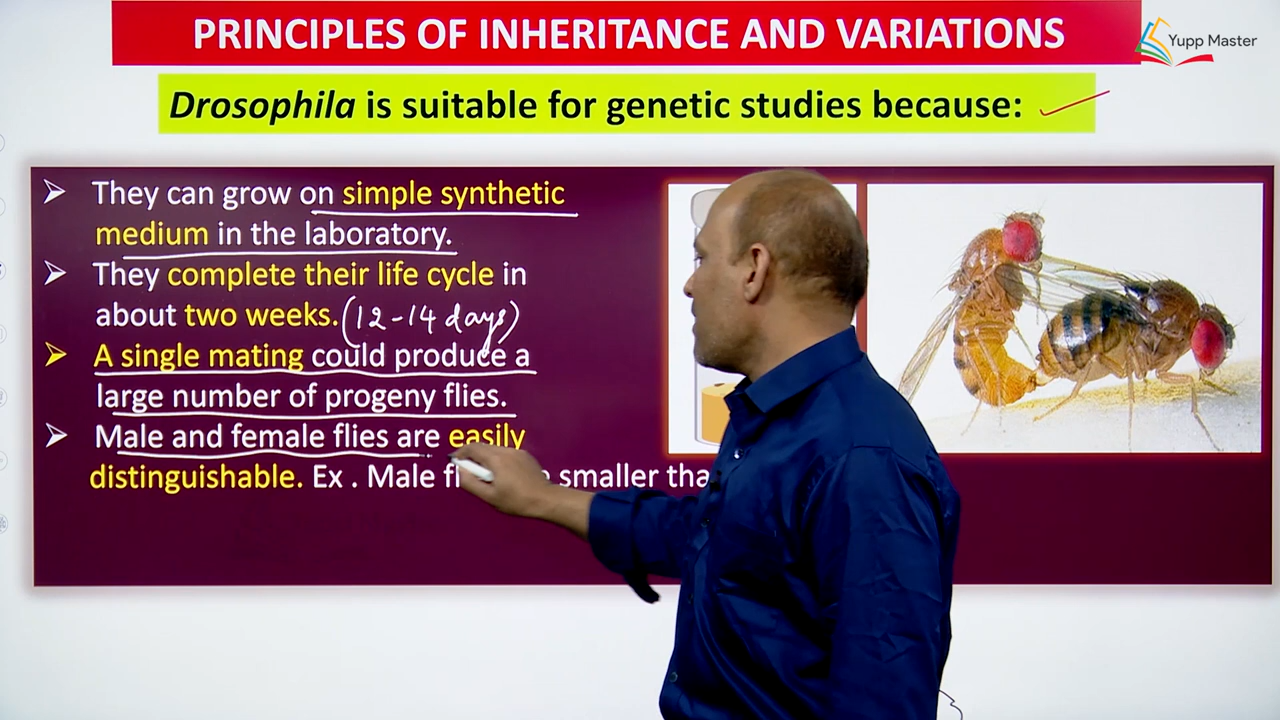 PRINCIPLES OF INHERITANCE AND VARIATIONS
Yupp Master
Drosophila is suitable for genetic studies because:
➢ They can grow on simple synthetic
medium in the laboratory.
➢ They complete their life cycle in
about two weeks. (12-14 days)
➢ A single mating could produce a
large number of progeny flies.
➢ Male and female flies are easily
distinguishable. Ex . Male smaller